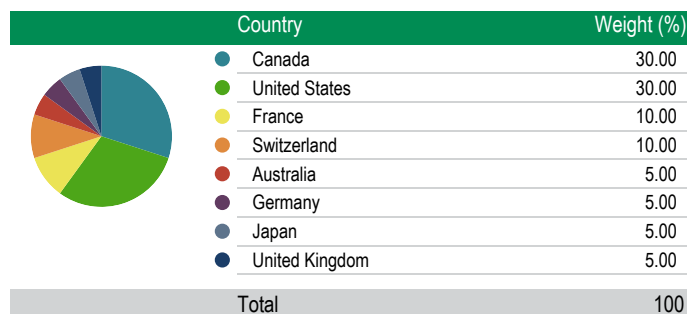 Country Weight (%)
Canada 30.00
United States 30.00
France 10.00
Switzerland 10.00
Australia 5.00
Germany 5.00
Japan 5.00
United Kingdom 5.00
Total 100